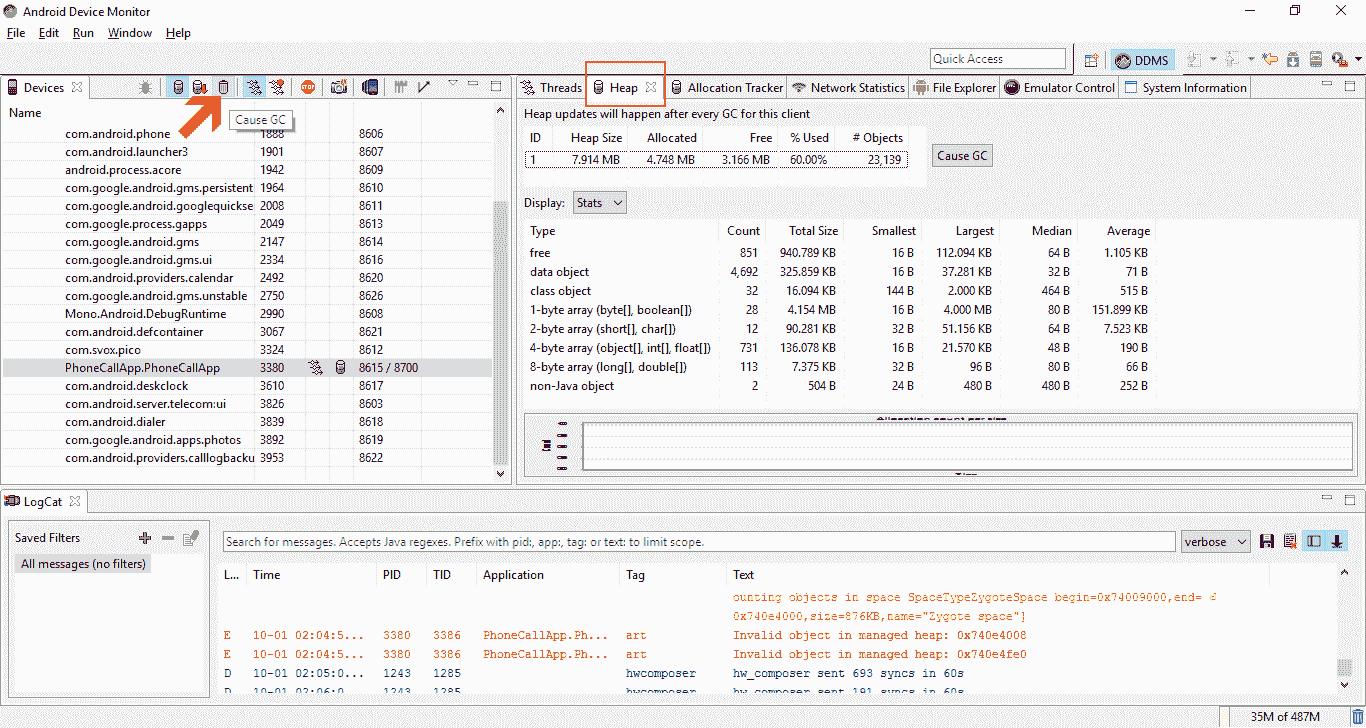 Android Device Monitor
File Edit Run Window Help
Quick Access DDMS
Devices
Name
Cause GC
com.android.phone 1888 8606
com.android.launcher3 1901 8607
android.process.acore 1942 8609
com.google.android.gms.persistent 1964 8610
com.google.android.googlequickse 2008 8611
com.google.process.gapps 2049 8613
com.google.android.gms 2147 8614
com.google.android.gms.ui 2334 8616
com.android.providers.calendar 2492 8620
com.google.android.gms.unstable 2750 8626
Mono.Android.DebugRuntime 2990 8608
com.android.defcontainer 3067 8621
com.svox.pico 3324 8612
PhoneCallApp.PhoneCallApp 3380 8615 / 8700
com.android.deskclock 3610 8617
com.android.server.telecom:ui 3826 8603
com.android.dialer 3839 8618
com.google.android.apps.photos 3892 8619
com.android.providers.calllogbacku 3953 8622
Threads Heap Allocation Tracker Network Statistics File Explorer Emulator Control System Information
Heap updates will happen after every GC for this client
ID Heap Size Allocated Free % Used # Objects
1 7.914 MB 4.748 MB 3.166 MB 60.00% 23,139
Cause GC
Display: Stats
Type Count Total Size Smallest Largest Median Average
free 851 940.789 KB 16 B 112.094 KB 64 B 1.105 KB
data object 4,692 325.859 KB 16 B 37.281 KB 32 B 71 B
class object 32 16.094 KB 144 B 2.000 KB 464 B 515 B
1-byte array (byte[], boolean[]) 28 4.154 MB 16 B 4.000 MB 80 B 151.899 KB
2-byte array (short[], char[]) 12 90.281 KB 32 B 51.156 KB 64 B 7.523 KB
4-byte array (object[], int[], float[]) 731 136.078 KB 16 B 21.570 KB 48 B 190 B
8-byte array (long[], double[]) 113 7.375 KB 32 B 96 B 80 B 66 B
non-Java object 2 504 B 24 B 480 B 480 B 252 B
Allocation count per size
LogCat
Saved Filters
All messages (no filters)
Search for messages. Accepts Java regexes. Prefix with pid:, app:, tag: or text: to limit scope. verbose
L... Time PID TID Application Tag Text
ounting objects in space SpaceTypeZygoteSpace begin=0x74009000,end=
0x740e4000,size=876KB,name="Zygote space"]
E 10-01 02:04:5... 3380 3386 PhoneCallApp.Ph... art Invalid object in managed heap: 0x740e4008
E 10-01 02:04:5... 3380 3386 PhoneCallApp.Ph... art Invalid object in managed heap: 0x740e4fe0
D 10-01 02:05:0... 1243 1285 hwcomposer hw_composer sent 693 syncs in 60s
D 10-01 02:06:0... 1243 1285 hwcomposer hw_composer sent 191 syncs in 60s
35M of 487M